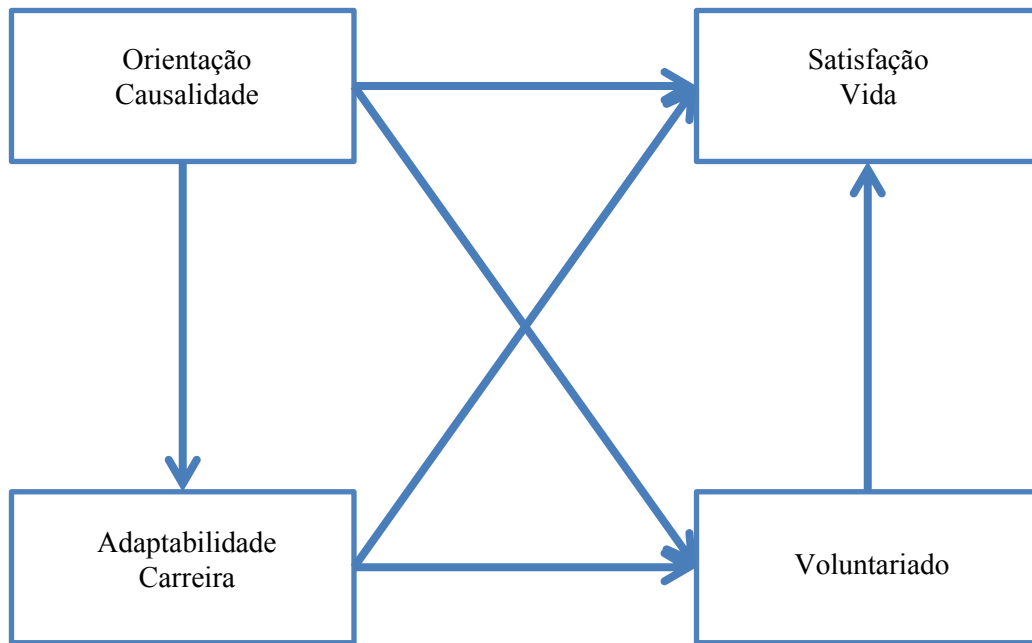 Orientação
Causalidade
Satisfação
Vida
Adaptabilidade
Carreira
Voluntariado